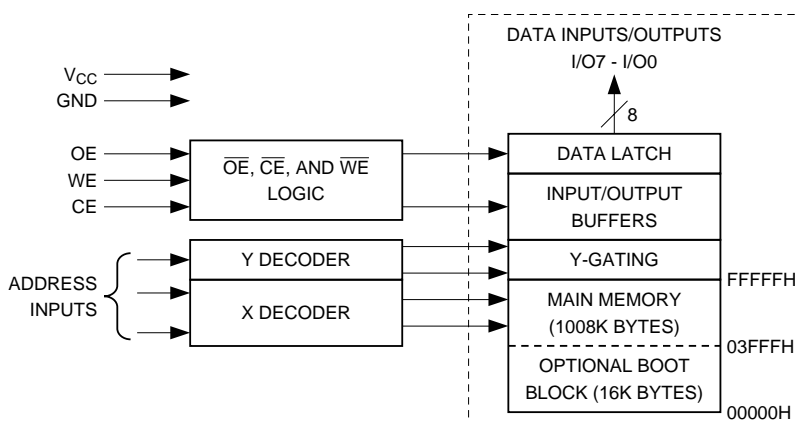 DATA INPUTS/OUTPUTS
I/O7 - I/O0
8
VCC
GND
OE
WE
CE
OE, CE, AND WE
LOGIC
DATA LATCH
INPUT/OUTPUT
BUFFERS
ADDRESS
INPUTS
Y DECODER
X DECODER
Y-GATING
FFFFFH
MAIN MEMORY
(1008K BYTES)
03FFFH
OPTIONAL BOOT
BLOCK (16K BYTES)
00000H